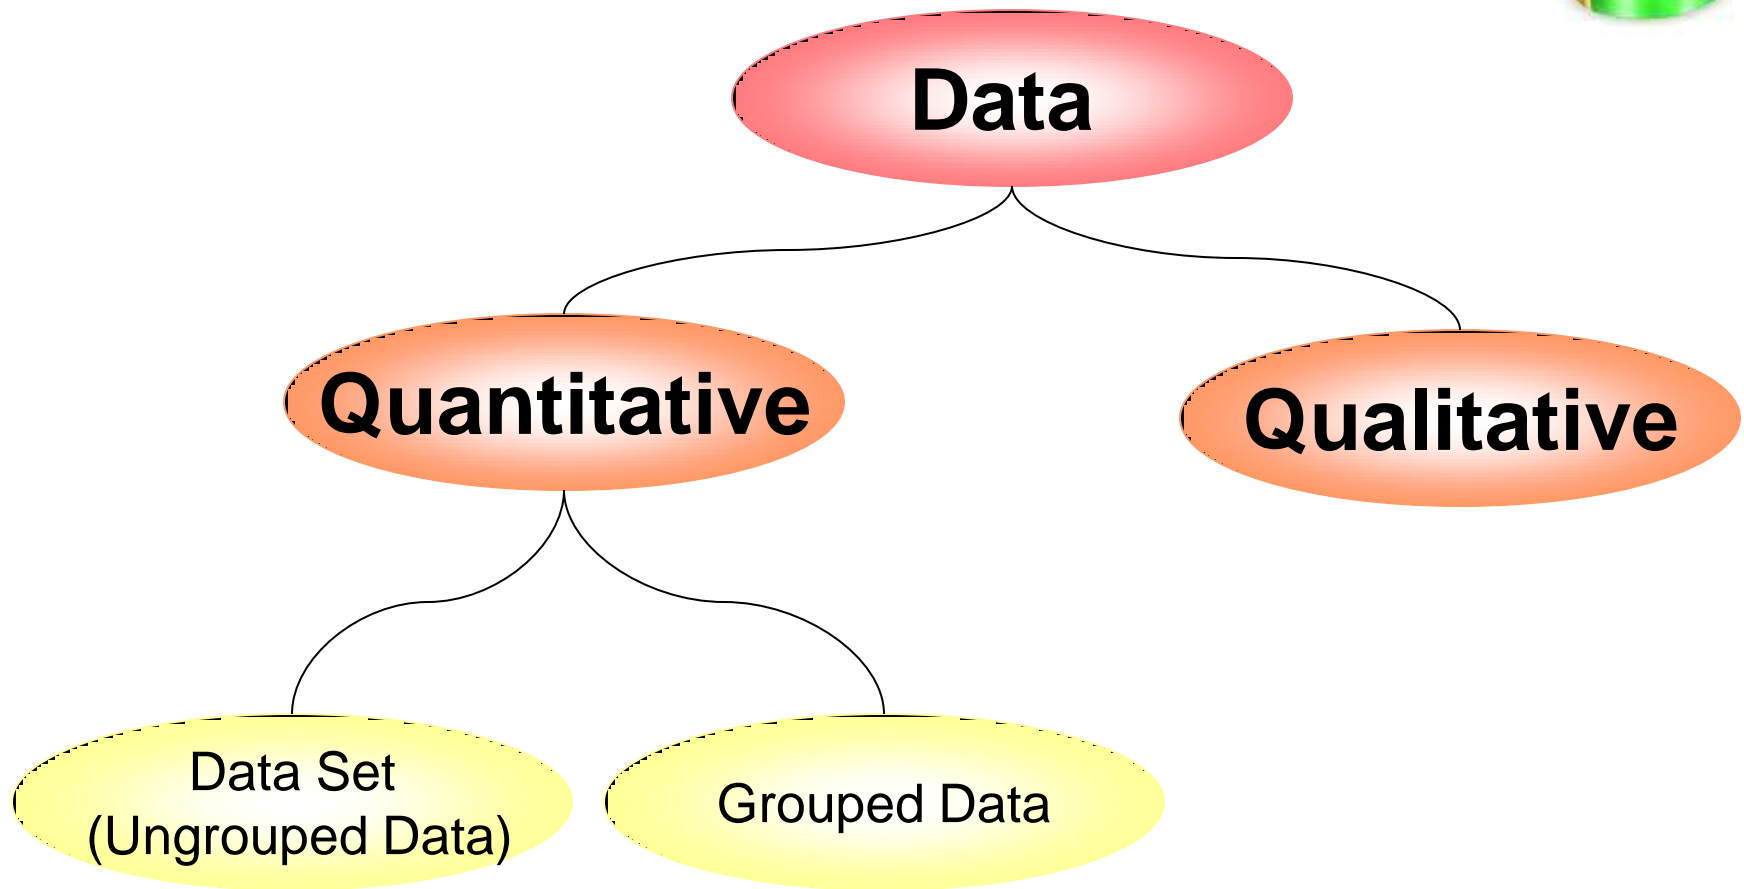 Data
Quantitative
Qualitative
Data Set
(Ungrouped Data)
Grouped Data